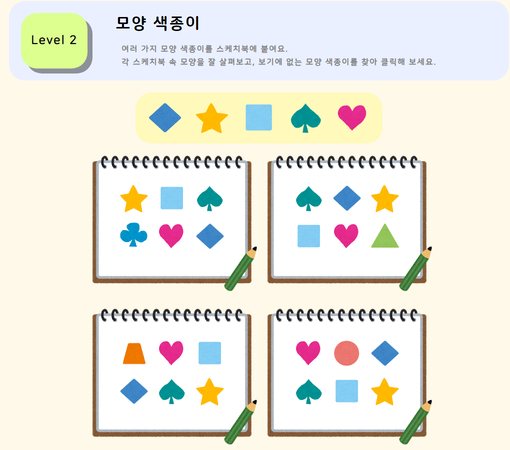 Level 2
모양 색종이
여러 가지 모양 색종이를 스케치북에 붙여요.
각 스케치북 속 모양을 잘 살펴보고, 보기에 없는 모양 색종이를 찾아 클릭해 보세요.